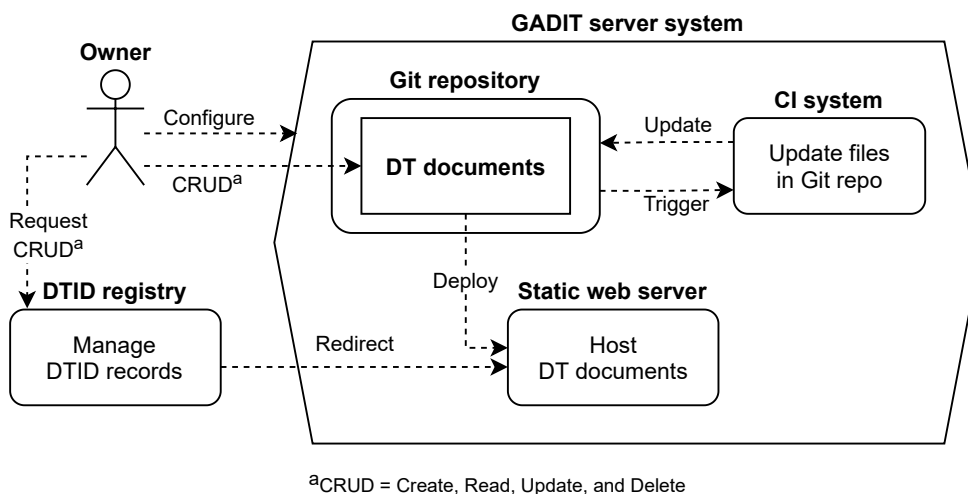 GADIT server system
Owner
Git repository
CI system
Configure
Update
DT documents
Update files
in Git repo
CRUDa
Trigger
Request
CRUDa
Deploy
DTID registry
Static web server
Manage
DTID records
Redirect
Host
DT documents
aCRUD = Create, Read, Update, and Delete